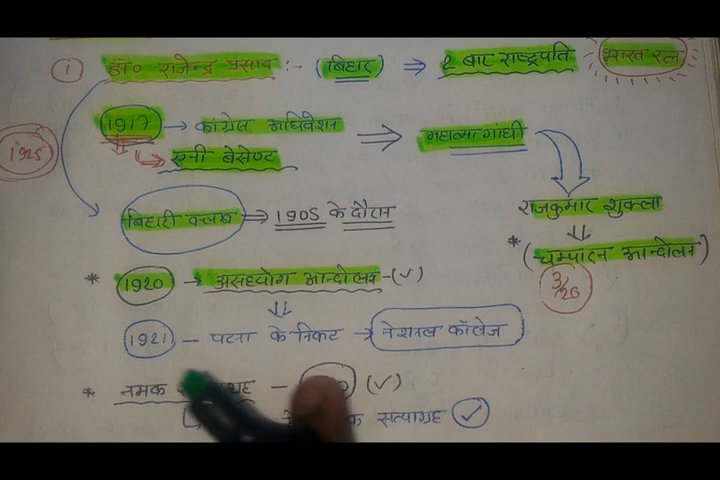 ① डॉ० राजेन्द्र प्रसाद :- (बिहार) ⇒ 2 बार राष्ट्रपति भारत रत्न
1917 → कांग्रेस अधिवेशन ⇒ महात्मा गांधी
1925
↳ एनी बेसेण्ट
राजकुमार शुक्ला
बिहारी क्लब ⇒ 1905 के दौरान
* (चम्पारन आन्दोलन)
* 1920 → असहयोग आन्दोलन - (✓)
3/26
1921 - पटना के निकट → नेशनल कॉलेज
* नमक - (✓)
सत्याग्रह ✓